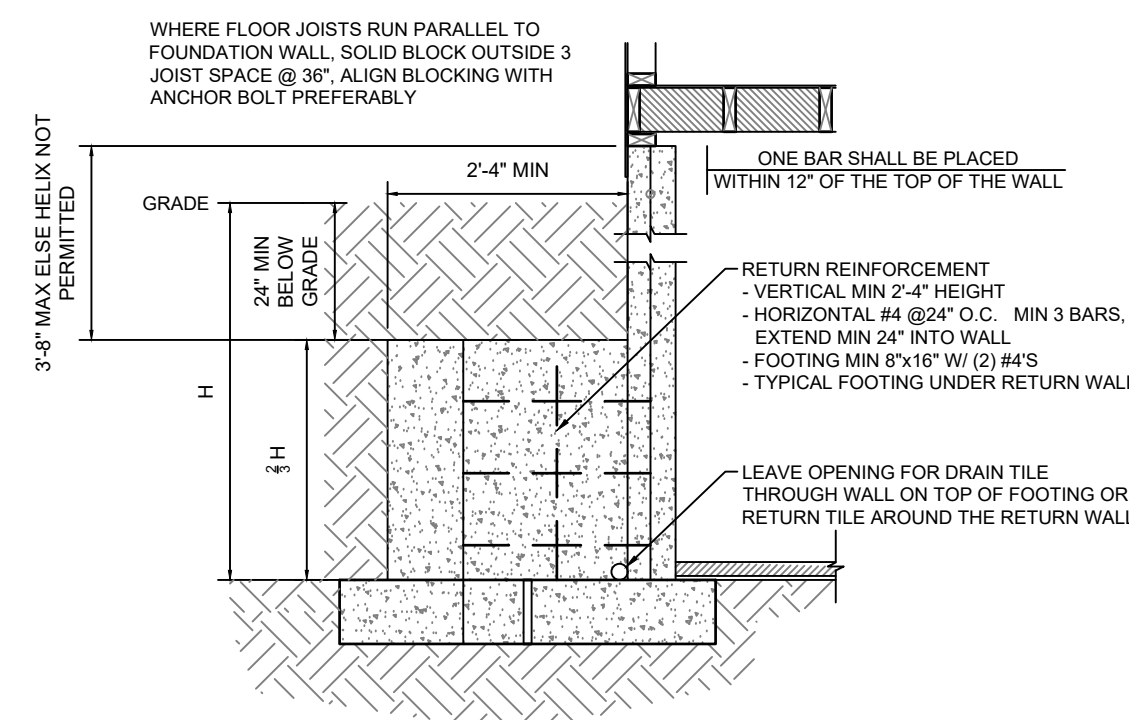 WHERE FLOOR JOISTS RUN PARALLEL TO
FOUNDATION WALL, SOLID BLOCK OUTSIDE 3
JOIST SPACE @ 36", ALIGN BLOCKING WITH
ANCHOR BOLT PREFERABLY
3'-8" MAX ELSE HELIX NOT
PERMITTED
GRADE
2'-4" MIN
24" MIN
BELOW
GRADE
H
⅔H
ONE BAR SHALL BE PLACED
WITHIN 12" OF THE TOP OF THE WALL
RETURN REINFORCEMENT
- VERTICAL MIN 2'-4" HEIGHT
- HORIZONTAL #4 @24" O.C. MIN 3 BARS,
EXTEND MIN 24" INTO WALL
- FOOTING MIN 8"x16" W/ (2) #4'S
- TYPICAL FOOTING UNDER RETURN WALL
LEAVE OPENING FOR DRAIN TILE
THROUGH WALL ON TOP OF FOOTING OR
RETURN TILE AROUND THE RETURN WALL